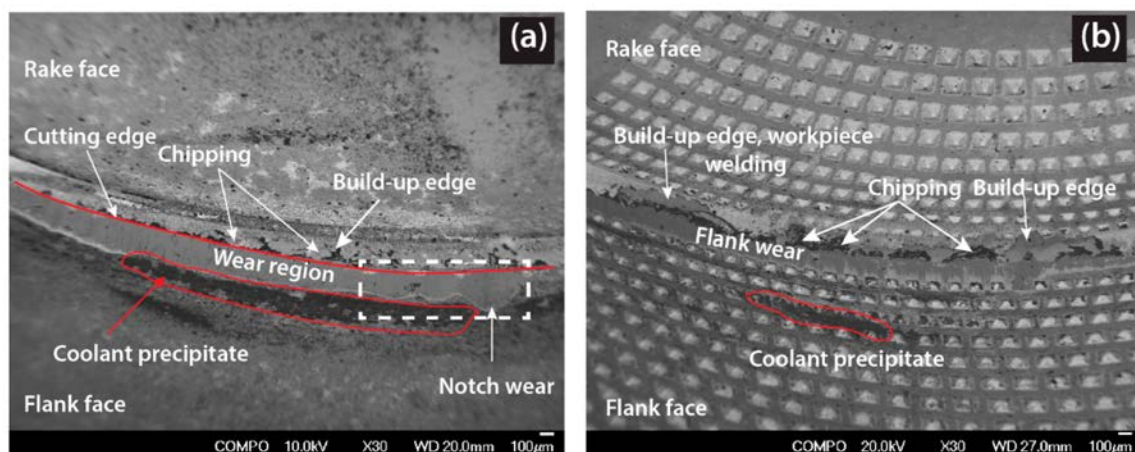 (a)
Rake face
Cutting edge
Chipping
Build-up edge
Wear region
Coolant precipitate
Notch wear
Flank face
COMPO 10.0kV X30 WD 20.0mm 100µm
(b)
Rake face
Build-up edge, workpiece
welding
Chipping
Build-up edge
Flank wear
Coolant precipitate
Flank face
COMPO 20.0kV X30 WD 27.0mm 100µm